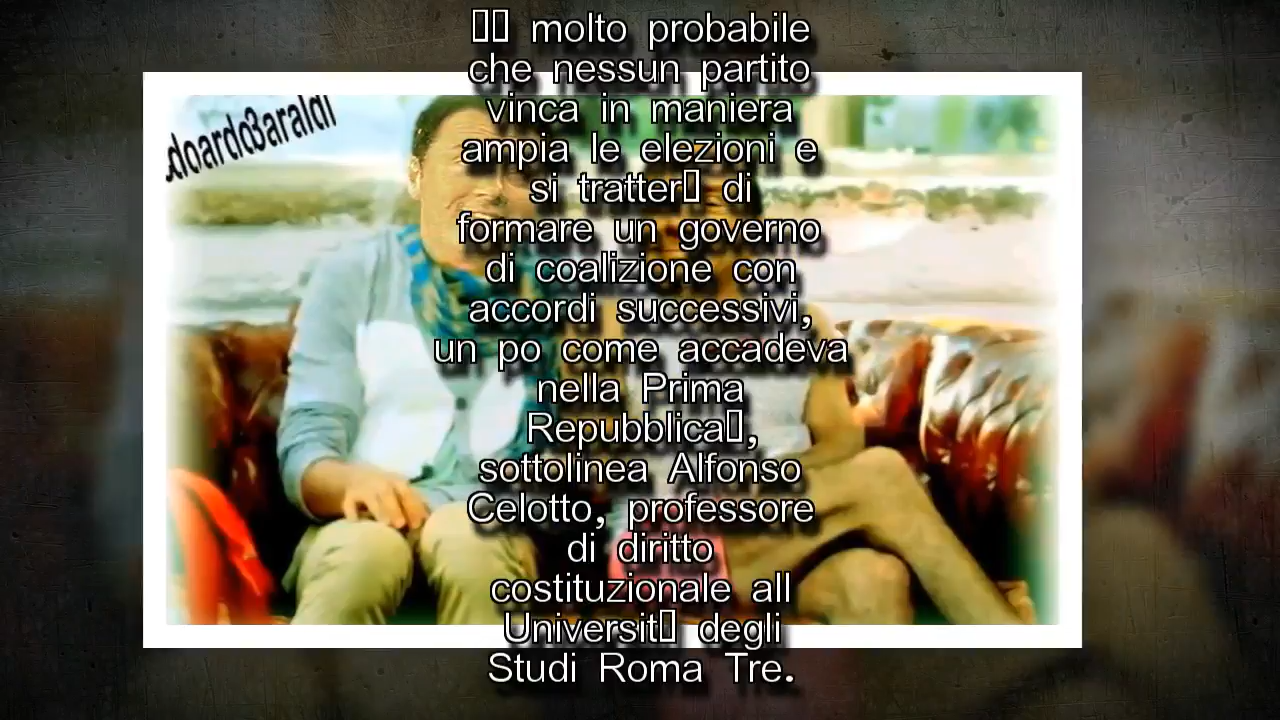 doardoBaraldi
▯▯ molto probabile
che nessun partito
vinca in maniera
ampia le elezioni e
si tratter▯ di
formare un governo
di coalizione con
accordi successivi,
un po come accadeva
nella Prima
Repubblica▯,
sottolinea Alfonso
Celotto, professore
di diritto
costituzionale all
Universit▯ degli
Studi Roma Tre.